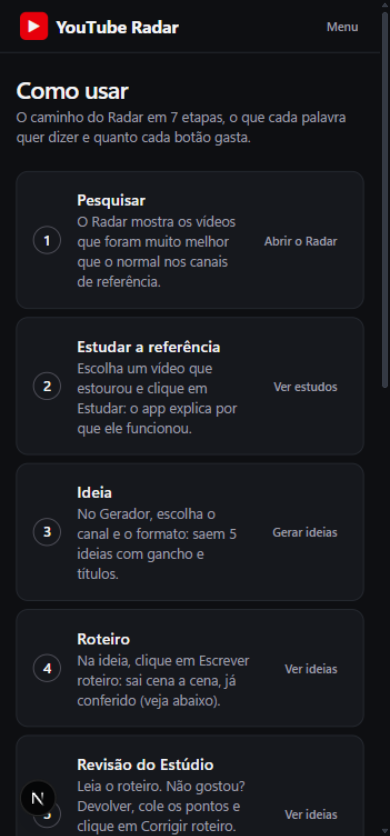 YouTube Radar
Menu
Como usar
O caminho do Radar em 7 etapas, o que cada palavra
quer dizer e quanto cada botão gasta.
1
Pesquisar
O Radar mostra os vídeos
que foram muito melhor
que o normal nos canais
de referência.
Abrir o Radar
2
Estudar a referência
Escolha um vídeo que
estourou e clique em
Estudar: o app explica por
que ele funcionou.
Ver estudos
3
Ideia
No Gerador, escolha o
canal e o formato: saem 5
ideias com gancho e
títulos.
Gerar ideias
4
Roteiro
Na ideia, clique em Escrever
roteiro: sai cena a cena, já
conferido (veja abaixo).
Ver ideias
5
Revisão do Estúdio
Leia o roteiro. Não gostou?
Devolver, cole os pontos e
clique em Corrigir roteiro.
Ver ideias
N